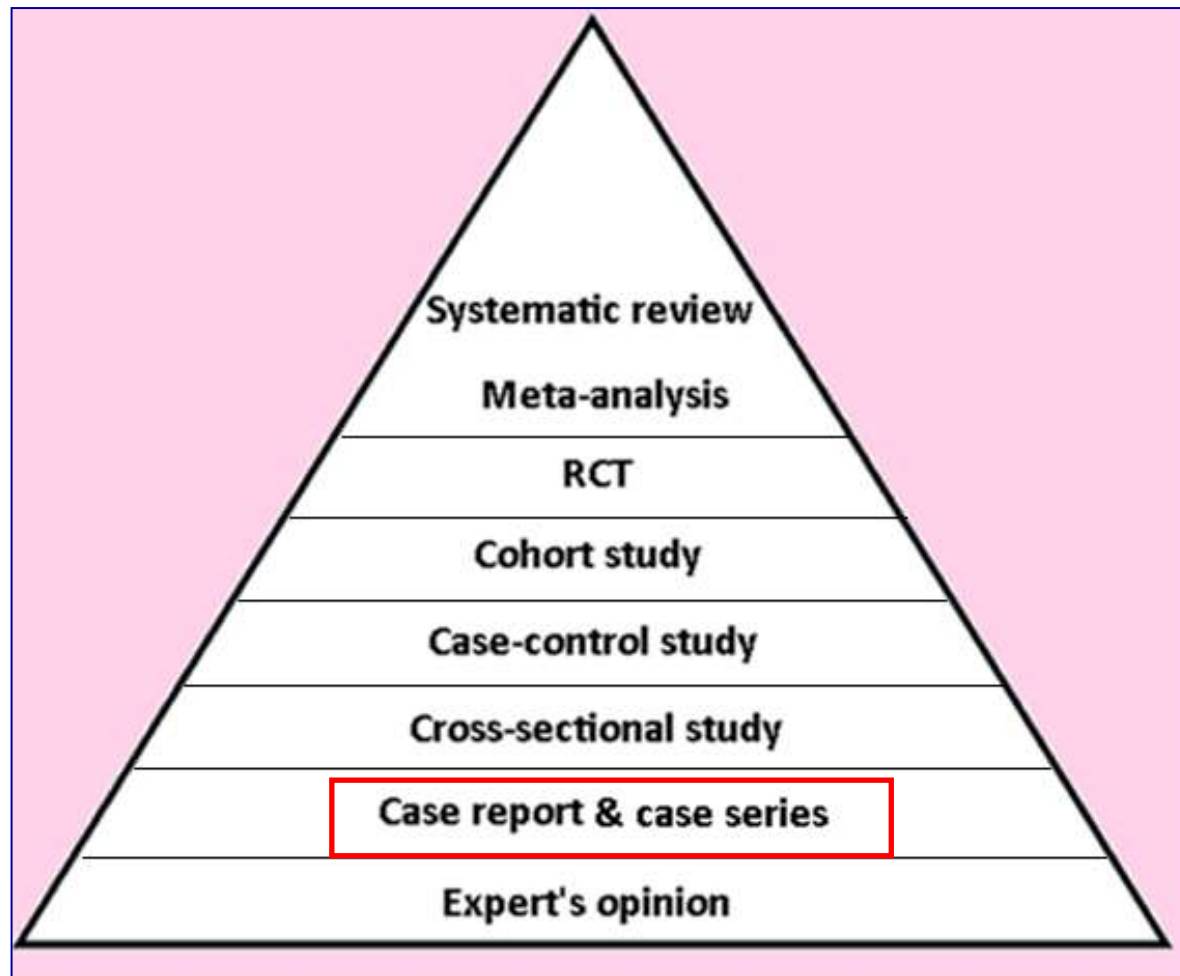 Systematic review
Meta-analysis
RCT
Cohort study
Case-control study
Cross-sectional study
Case report & case series
Expert's opinion